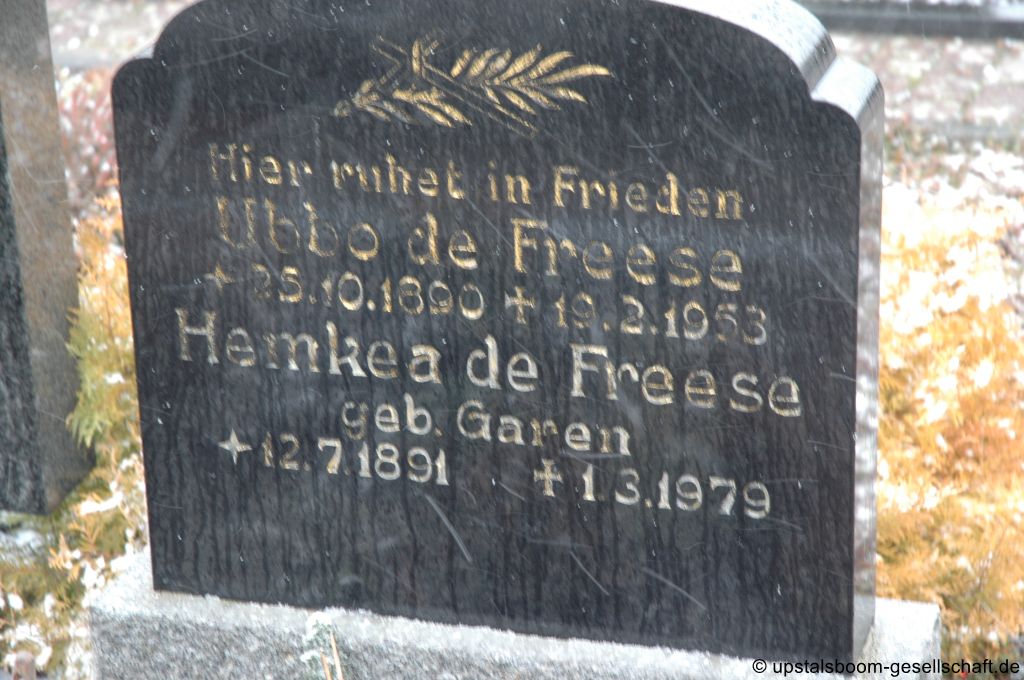 Hier ruhet in Frieden
Ubbo de Freese
25.10.1890 ✝ 19.2.1953
Hemkea de Freese
geb. Garen
✦ 12.7.1891 ✝ 1.3.1979
© upstalsboom-gesellschaft.de